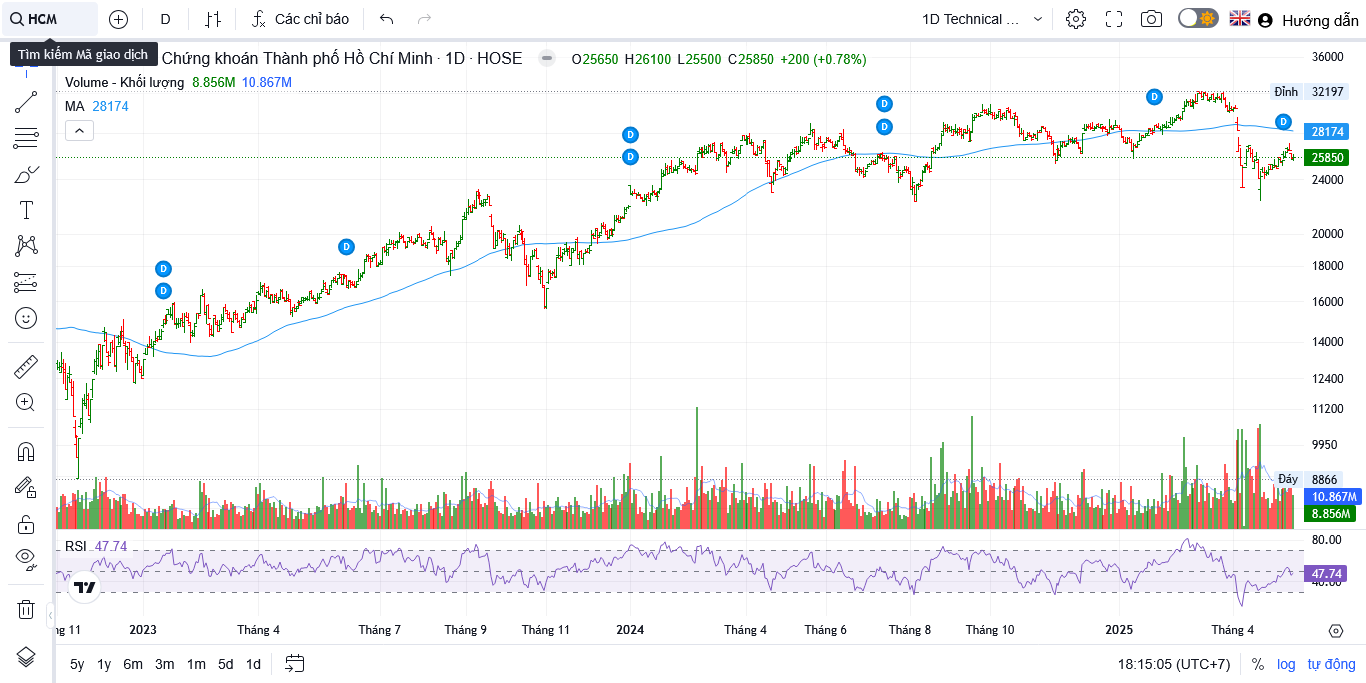 HCM
D
Các chỉ báo
1D Technical ...
Hướng dẫn
Tìm kiếm Mã giao dịch
Chứng khoán Thành phố Hồ Chí Minh · 1D · HOSE
O25650 H26100 L25500 C25850 +200 (+0.78%)
Volume - Khối lượng 8.856M 10.867M
MA 28174
36000
Đỉnh 32197
28174
25850
24000
20000
18000
16000
14000
12400
11200
9950
Đáy 8866
10.867M
8.856M
D
D
D
D
D
D
D
D
D
RSI 47.74
80.00
47.74
40.00
ng 11 2023 Tháng 4 Tháng 7 Tháng 9 Tháng 11 2024 Tháng 4 Tháng 6 Tháng 8 Tháng 10 2025 Tháng 4
5y 1y 6m 3m 1m 5d 1d
18:15:05 (UTC+7) % log tự động